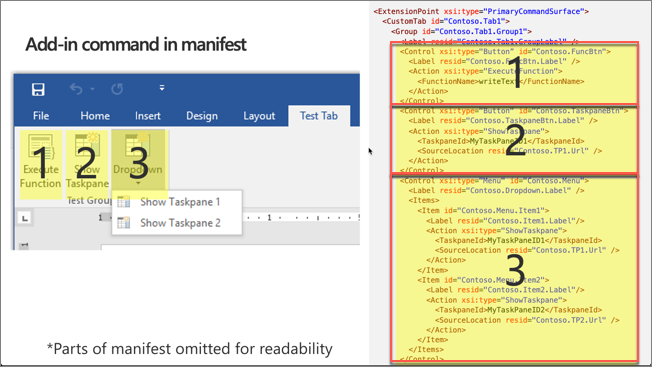 Add-in command in manifest
File Home Insert Design Layout Test Tab
1 2 3
Execute Function
Show Taskpane
Dropdown
Test Grou
Show Taskpane 1
Show Taskpane 2
*Parts of manifest omitted for readability
<ExtensionPoint xsi:type="PrimaryCommandSurface">
<CustomTab id="Contoso.Tab1">
<Group id="Contoso.Tab1.Group1">
<Label resid="Contoso.Tab1.GroupLabel" />
<Control xsi:type="Button" id="Contoso.FuncBtn">
<Label resid="Contoso.FuncBtn.Label" />
<Action xsi:type="ExecuteFunction">
<FunctionName>writeText</FunctionName>
</Action>
</Control>
1
<Control xsi:type="Button" id="Contoso.TaskpaneBtn">
<Label resid="Contoso.TaskpaneBtn.Label" />
<Action xsi:type="ShowTaskpane">
<TaskpaneId>MyTaskPaneID1</TaskpaneId>
<SourceLocation resid="Contoso.TP1.Url" />
</Action>
</Control>
2
<Control xsi:type="Menu" id="Contoso.Menu">
<Label resid="Contoso.Dropdown.Label" />
<Items>
<Item id="Contoso.Menu.Item1">
<Label resid="Contoso.Item1.Label"/>
<Action xsi:type="ShowTaskpane">
<TaskpaneId>MyTaskPaneID1</TaskpaneId>
<SourceLocation resid="Contoso.TP1.Url" />
</Action>
</Item>
<Item id="Contoso.Menu.Item2">
<Label resid="Contoso.Item2.Label"/>
<Action xsi:type="ShowTaskpane">
<TaskpaneId>MyTaskPaneID2</TaskpaneId>
<SourceLocation resid="Contoso.TP2.Url" />
</Action>
</Item>
</Items>
</Control>
3